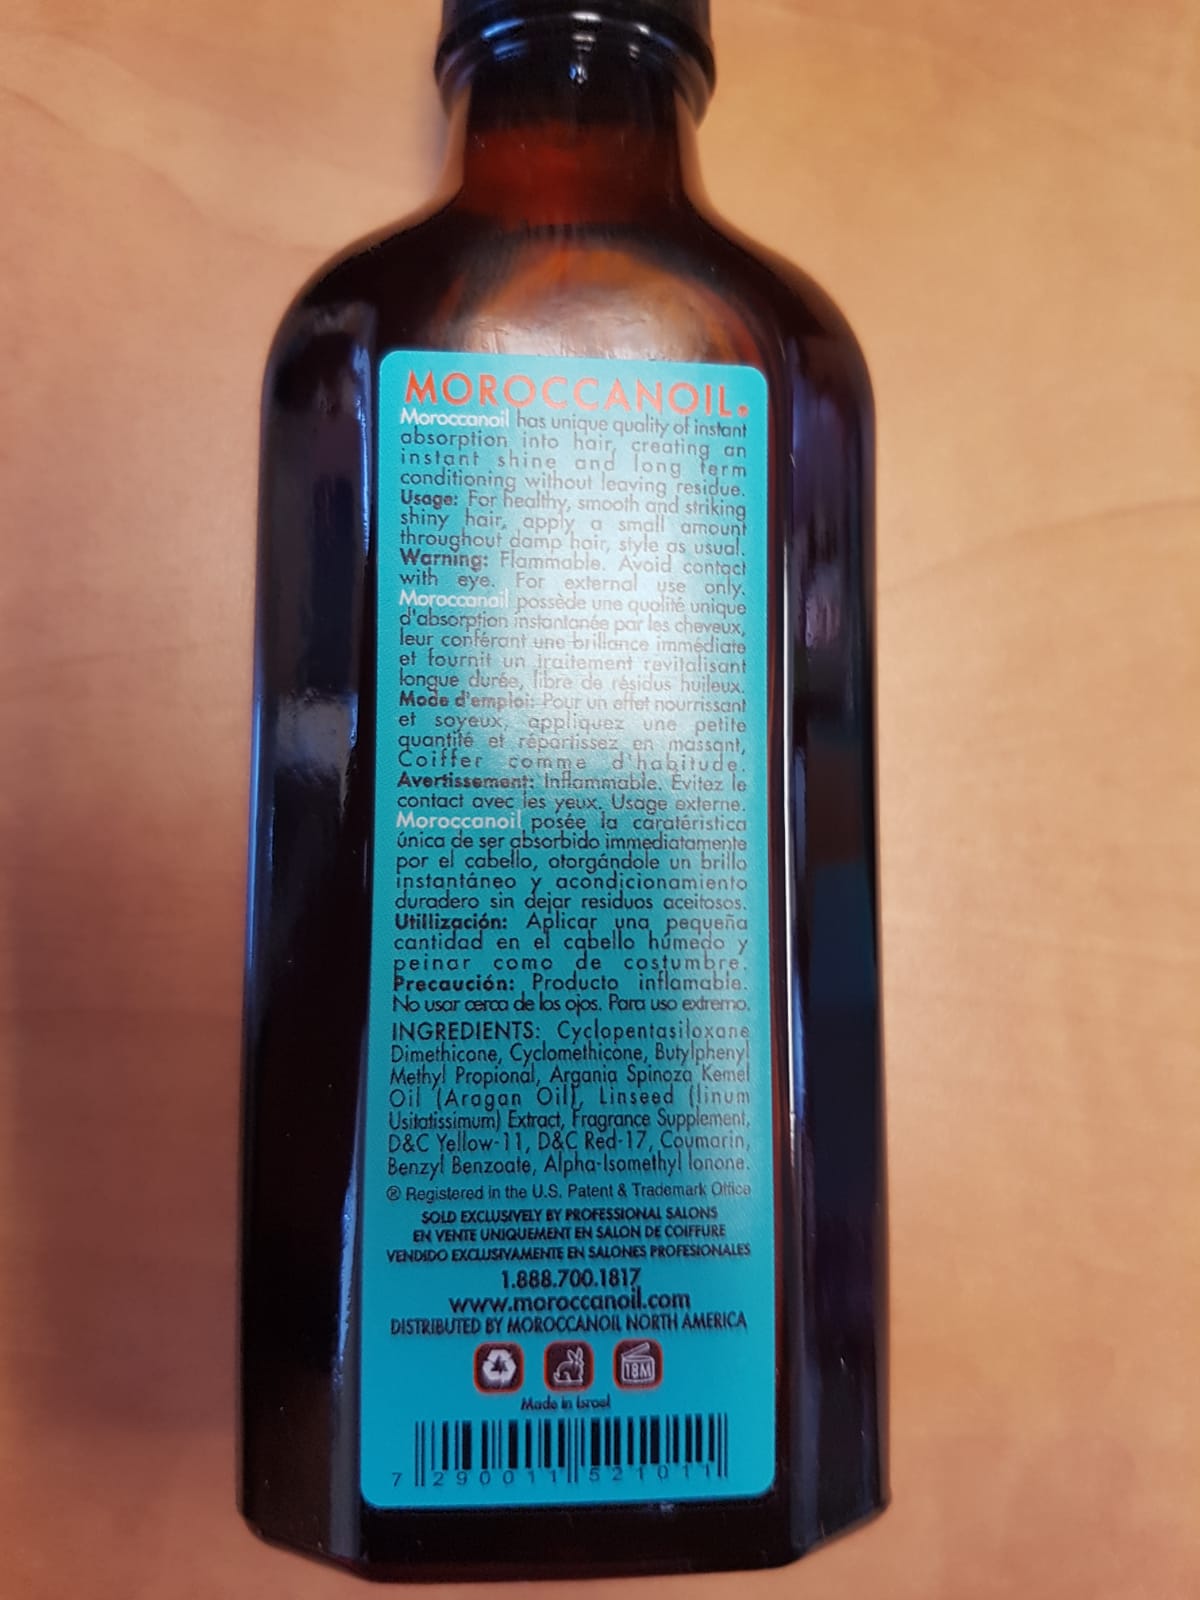 MOROCCANOIL.
Moroccanoil has unique quality of instant
absorption into hair, creating an
instant shine and long term
conditioning without leaving residue.
Usage: For healthy, smooth and striking
shiny hair, apply a small amount
throughout damp hair, style as usual.
Warning: Flammable. Avoid contact
with eye. For external use only.
Moroccanoil possède une qualité unique
d'absorption instantanée par les cheveux,
leur conférant une brillance immédiate
et fournit un traitement revitalisant
longue durée, libre de résidus huileux.
Mode d'emploi: Pour un effet nourrissant
et soyeux, appliquez une petite
quantité et répartissez en massant,
Coiffer comme d'habitude.
Avertissement: Inflammable. Évitez le
contact avec les yeux. Usage externe.
Moroccanoil posée la caratéristica
única de ser absorbido immediatamente
por el cabello, otorgándole un brillo
instantáneo y acondicionamiento
duradero sin dejar residuos aceitosos.
Utillización: Aplicar una pequeña
cantidad en el cabello húmedo y
peinar como de costumbre.
Precaución: Producto inflamable.
No usar cerca de los ojos. Para uso extremo.
INGREDIENTS: Cyclopentasiloxane
Dimethicone, Cyclomethicone, Butylphenyl
Methyl Propional, Argania Spinoza Kernel
Oil (Aragan Oil), Linseed (linum
Usitatissimum) Extract, Fragrance Supplement,
D&C Yellow-11, D&C Red-17, Coumarin,
Benzyl Benzoate, Alpha-Isomethyl Ionone.
® Registered in the U.S. Patent & Trademark Office
SOLD EXCLUSIVELY BY PROFESSIONAL SALONS
EN VENTE UNIQUEMENT EN SALON DE COIFFURE
VENDIDO EXCLUSIVAMENTE EN SALONES PROFESIONALES
1.888.700.1817
www.moroccanoil.com
DISTRIBUTED BY MOROCCANOIL NORTH AMERICA
18M
Made in Israel
7 290011 521011